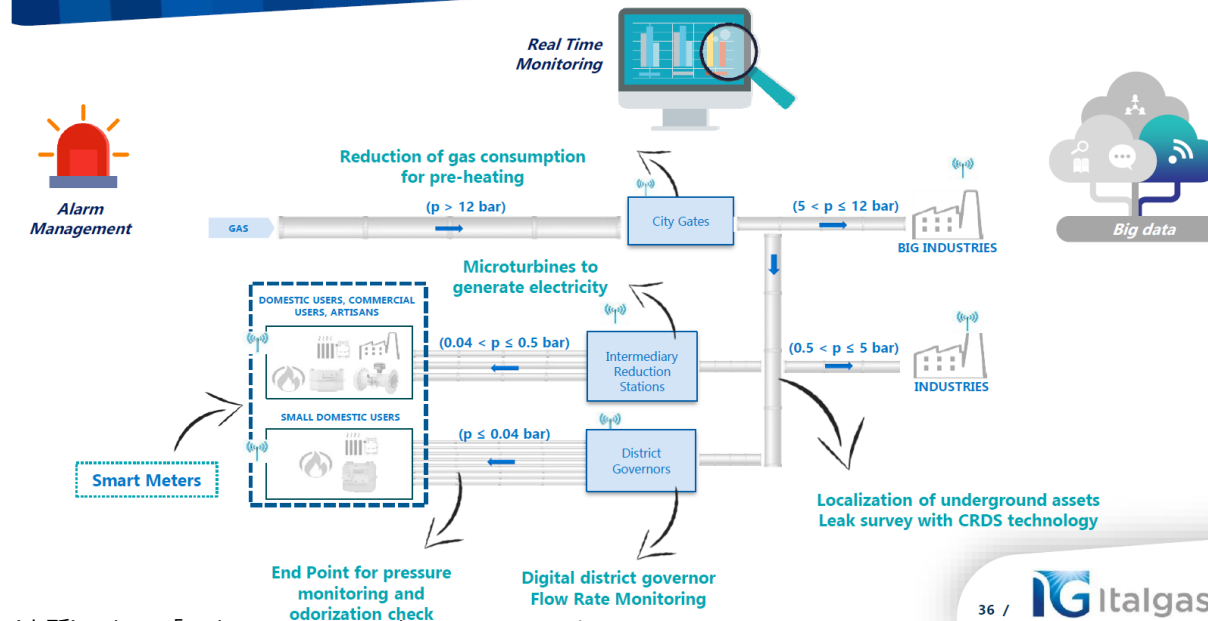 Real Time
Monitoring
Alarm
Management
Big data
Reduction of gas consumption
for pre-heating
(p > 12 bar)
GAS
City Gates
(5 < p ≤ 12 bar)
BIG INDUSTRIES
Microturbines to
generate electricity
DOMESTIC USERS, COMMERCIAL
USERS, ARTISANS
(0.04 < p ≤ 0.5 bar)
Intermediary
Reduction
Stations
(0.5 < p ≤ 5 bar)
INDUSTRIES
SMALL DOMESTIC USERS
(p ≤ 0.04 bar)
District
Governors
Smart Meters
Localization of underground assets
Leak survey with CRDS technology
End Point for pressure
monitoring and
odorization check
Digital district governor
Flow Rate Monitoring
36 /
IG Italgas